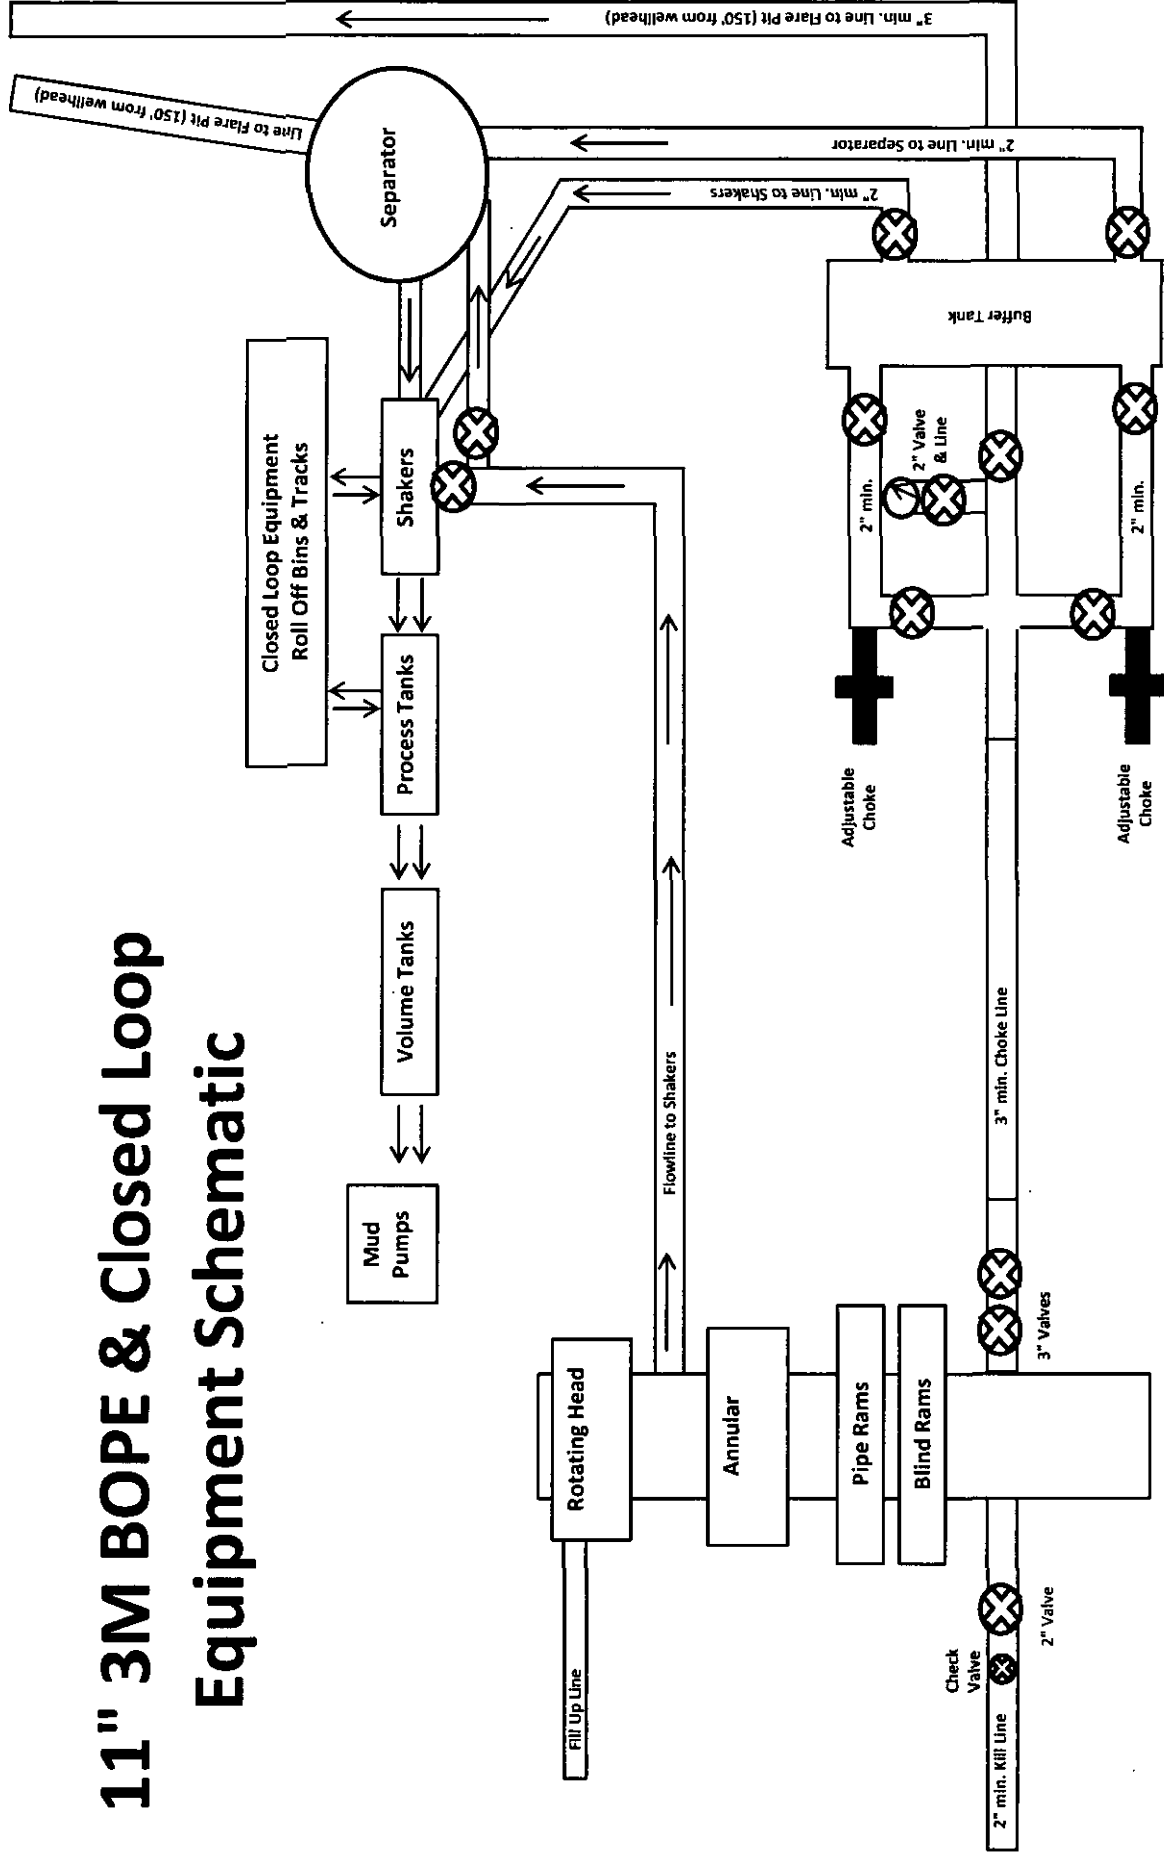 11" 3M BOPE & Closed Loop
Equipment Schematic
Closed Loop Equipment
Roll Off Bins & Tracks
Mud
Pumps
Volume Tanks
Process Tanks
Shakers
Separator
Line to Flare Pit (150' from wellhead)
3" min. Line to Flare Pit (150' from wellhead)
Fill Up Line
Rotating Head
Flowline to Shakers
2" min. Line to Shakers
2" min. Line to Separator
Annular
Pipe Rams
Blind Rams
Adjustable
Choke
2" min.
2" Valve
& Line
Buffer Tank
Check
Valve
2" min. Kill Line
2" Valve
3" Valves
3" min. Choke Line
Adjustable
Choke
2" min.